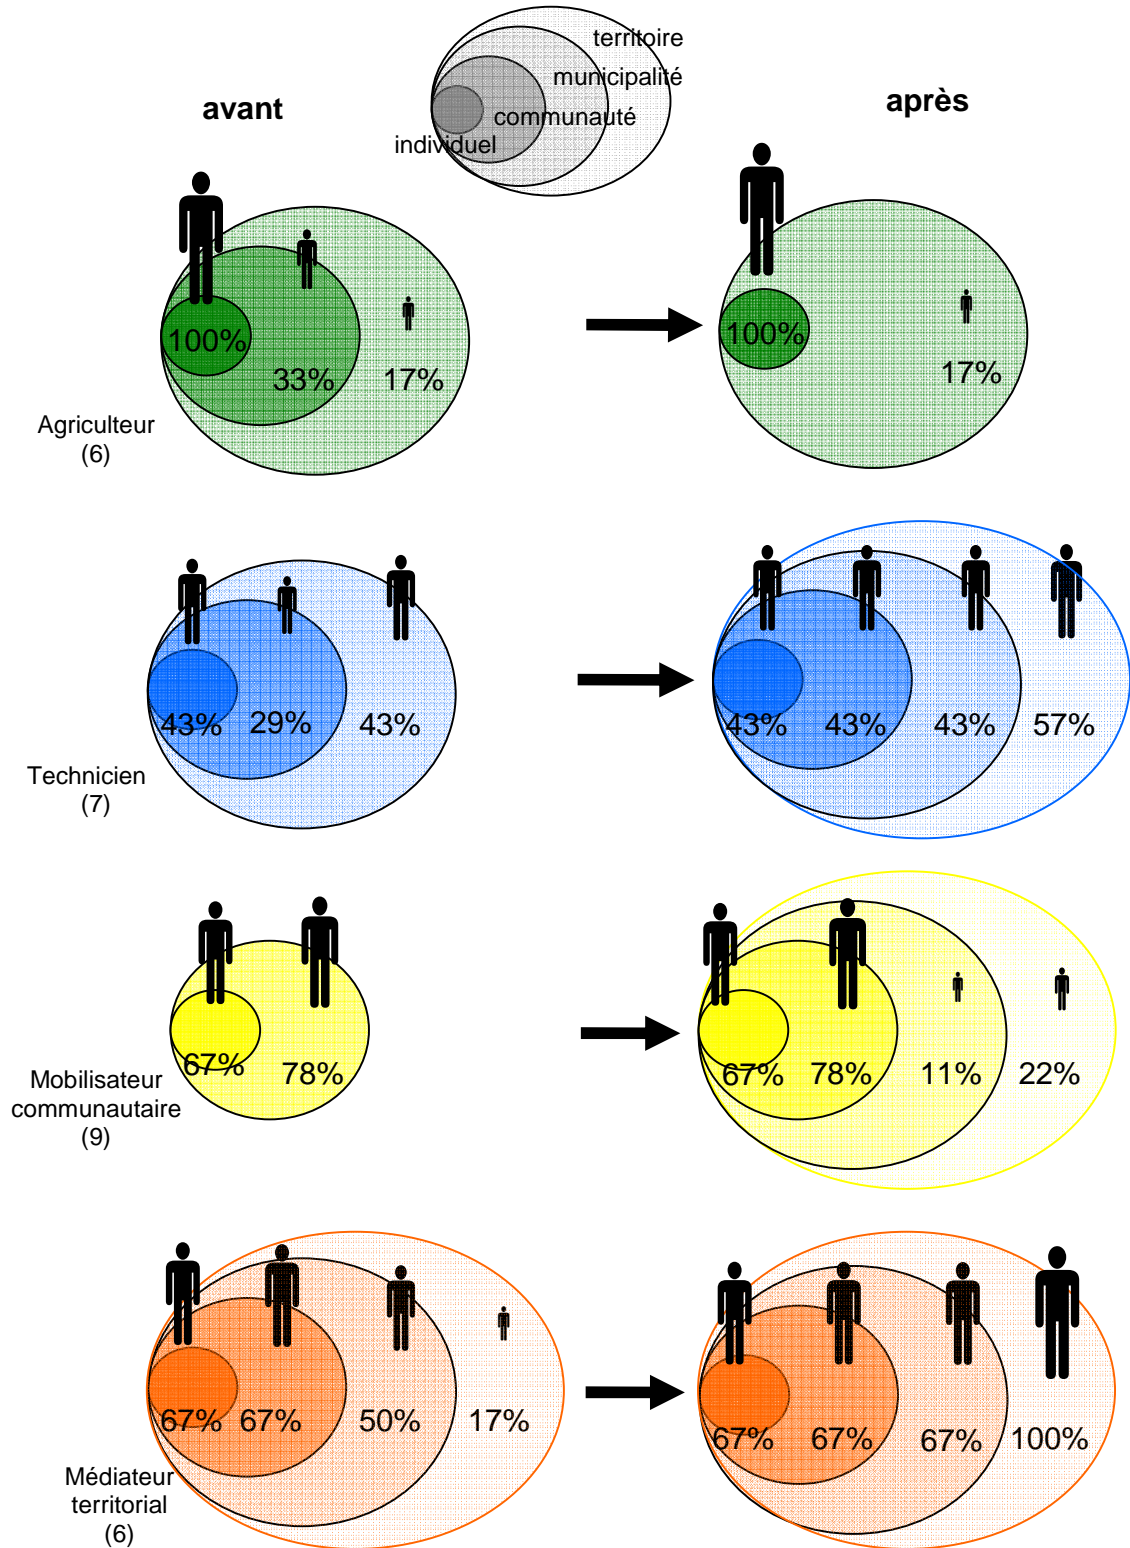 territoire
municipalité
communauté
individuel
avant
après
100%
33%
17%
100%
17%
Agriculteur
(6)
43%
29%
43%
43%
43%
43%
57%
Technicien
(7)
67%
78%
67%
78%
11%
22%
Mobilisateur
communautaire
(9)
67%
67%
50%
17%
67%
67%
67%
100%
Médiateur
territorial
(6)